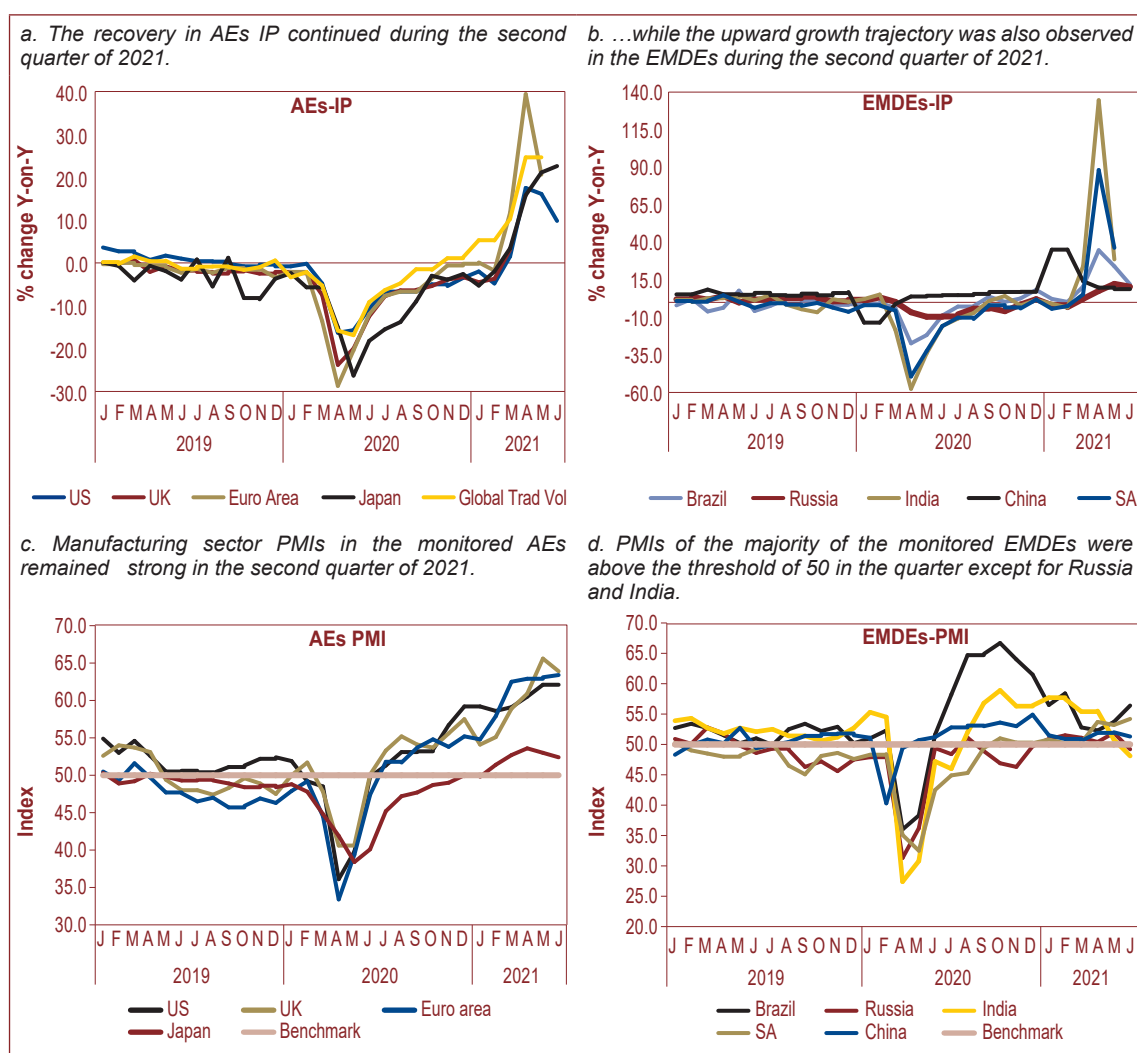 a. The recovery in AEs IP continued during the second
quarter of 2021.
AEs-IP
% change Y-on-Y
40.0
30.0
20.0
10.0
0.0
-10.0
-20.0
-30.0
J F M A M J J A S O N D J F M A M J J A S O N D J F M A M J
2019 2020 2021
US UK Euro Area Japan Global Trad Vol
b. …while the upward growth trajectory was also observed
in the EMDEs during the second quarter of 2021.
EMDEs-IP
% change Y-on-Y
140.0
115.0
90.0
65.0
40.0
15.0
-10.0
-35.0
-60.0
J F M A M J J A S O N D J F M A M J J A S O N D J F M A M J
2019 2020 2021
Brazil Russia India China SA
c. Manufacturing sector PMIs in the monitored AEs
remained strong in the second quarter of 2021.
AEs PMI
Index
70.0
65.0
60.0
55.0
50.0
45.0
40.0
35.0
30.0
J F M A M J J A S O N D J F M A M J J A S O N D J F M A M J
2019 2020 2021
US UK Euro area
Japan Benchmark
d. PMIs of the majority of the monitored EMDEs were
above the threshold of 50 in the quarter except for Russia
and India.
EMDEs-PMI
Index
70.0
65.0
60.0
55.0
50.0
45.0
40.0
35.0
30.0
25.0
20.0
J F M A M J J A S O N D J F M A M J J A S O N D J F M A M J
2019 2020 2021
Brazil Russia India
SA China Benchmark